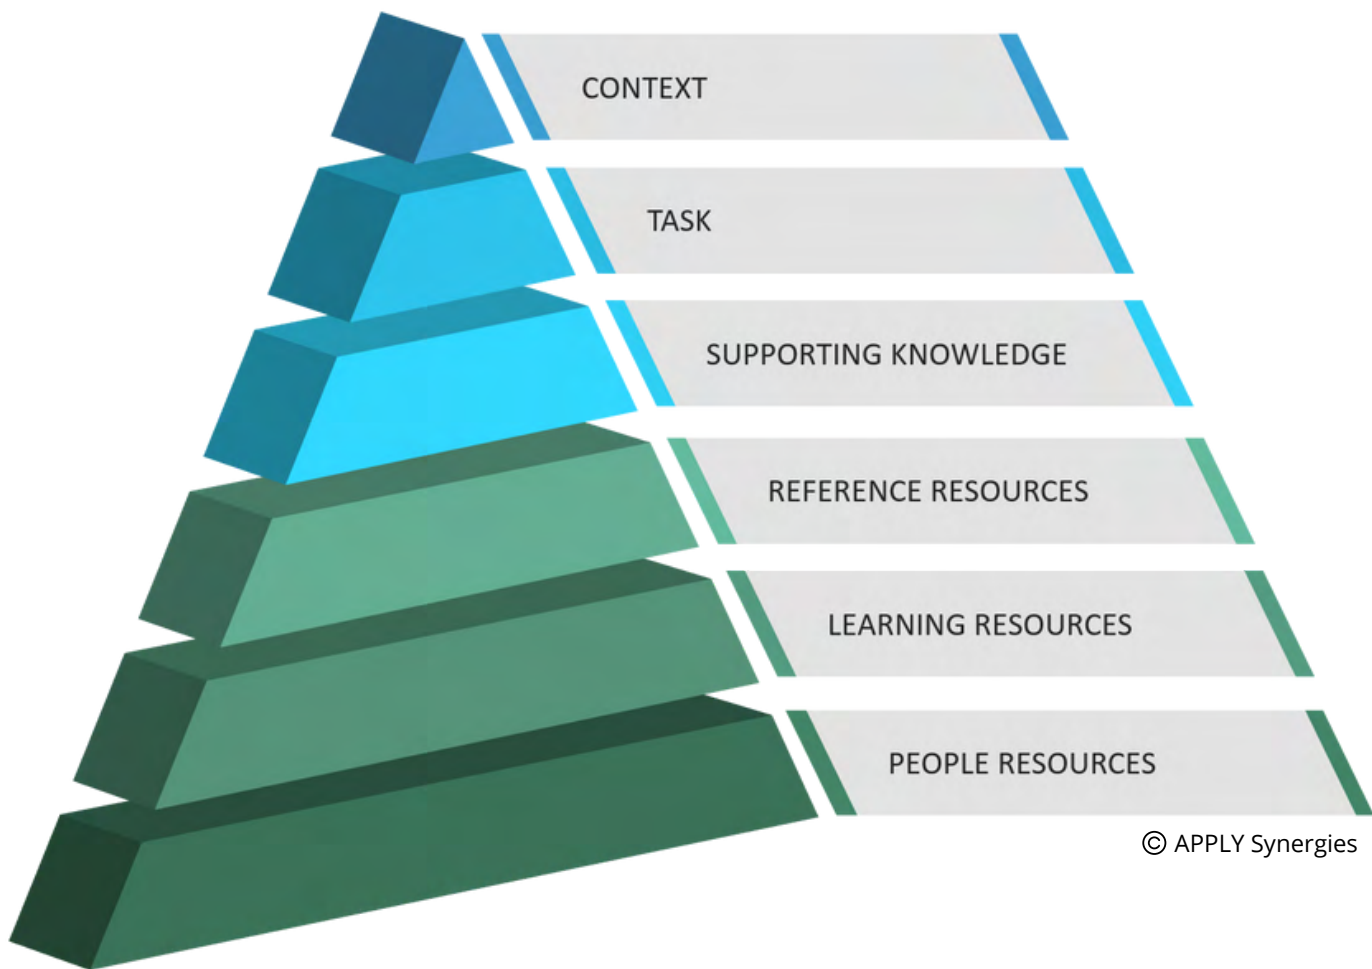 CONTEXT
TASK
SUPPORTING KNOWLEDGE
REFERENCE RESOURCES
LEARNING RESOURCES
PEOPLE RESOURCES
© APPLY Synergies